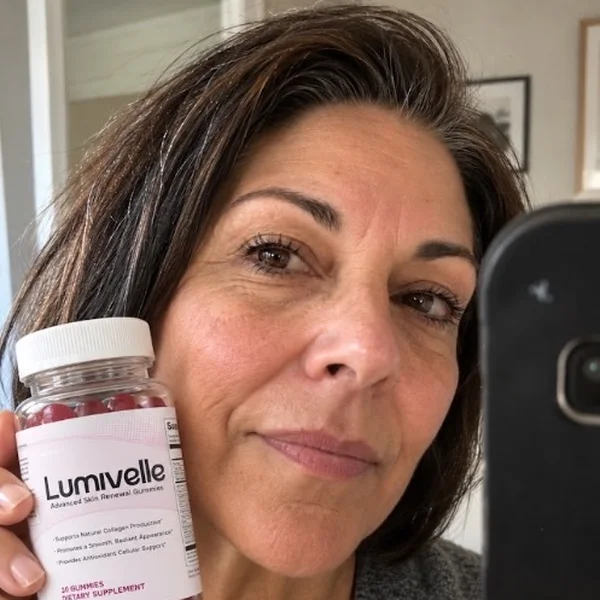 Lumivelle
Advanced Skin Renewal Gummies
·Supports Natural Collagen Production*
·Promotes a Smooth, Radiant Appearance*
·Provides Antioxidant Cellular Support*
GUMMIES
DIETARY SUPPLEMENT